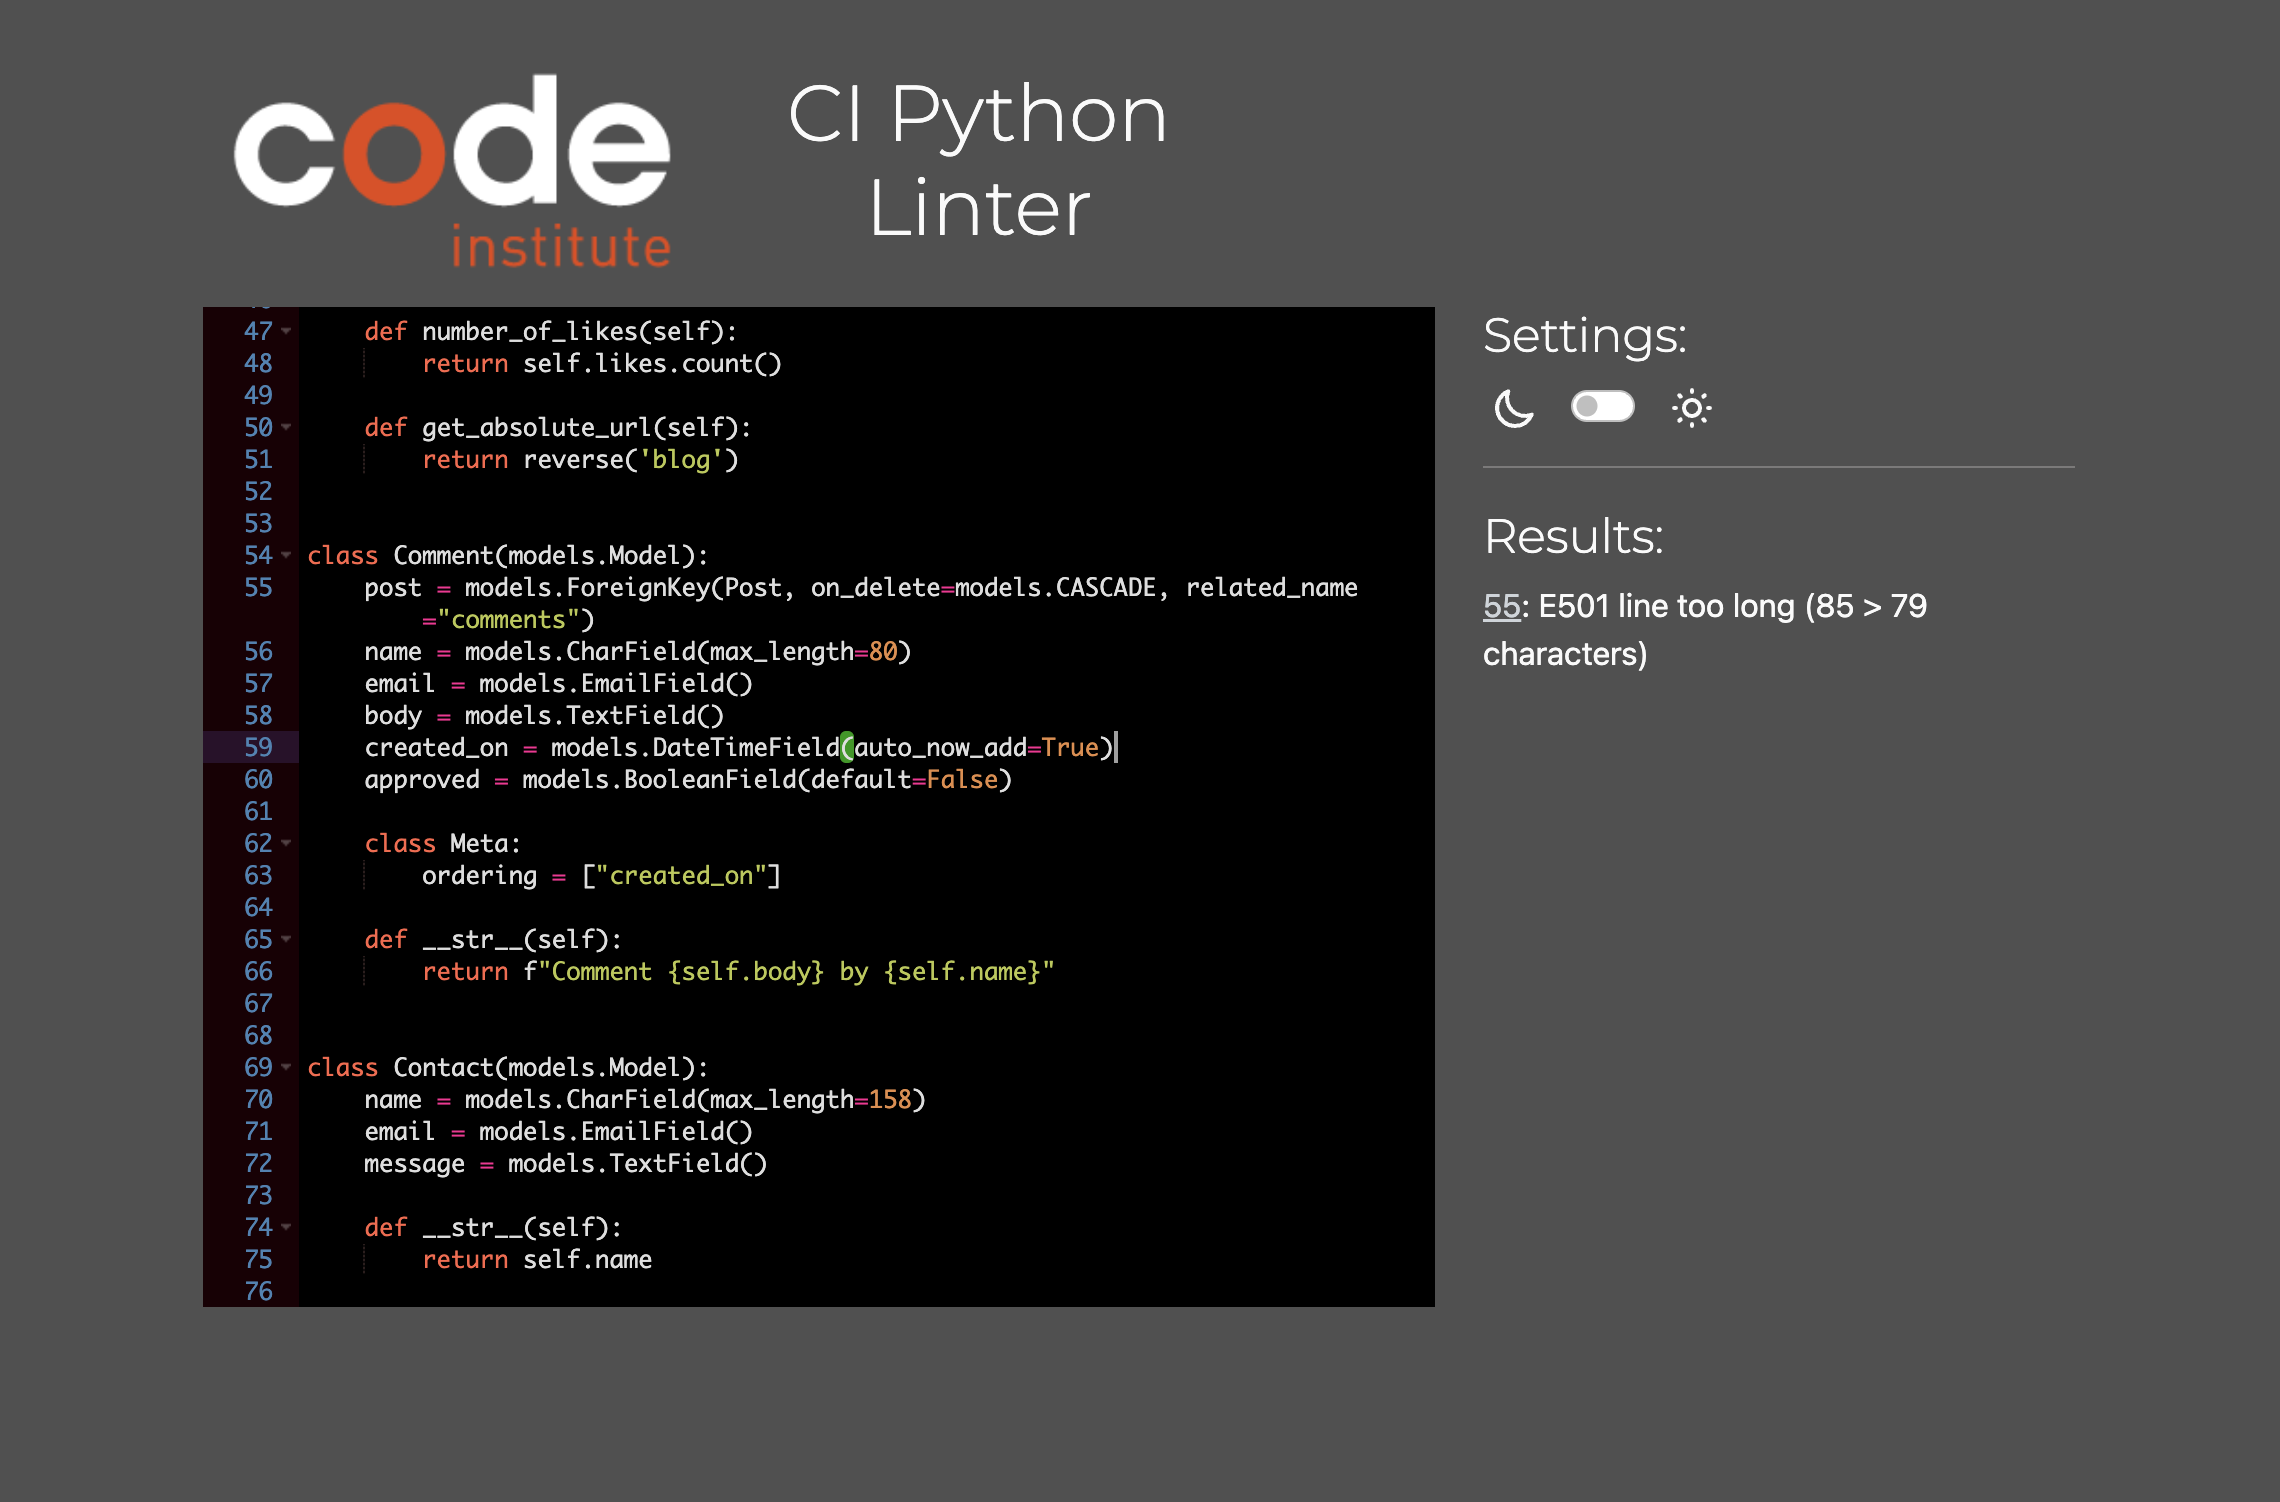 code
institute
CI Python
Linter
47 def number_of_likes(self):
48 return self.likes.count()
49
50 def get_absolute_url(self):
51 return reverse('blog')
52
53
54 class Comment(models.Model):
55 post = models.ForeignKey(Post, on_delete=models.CASCADE, related_name
="comments")
56 name = models.CharField(max_length=80)
57 email = models.EmailField()
58 body = models.TextField()
59 created_on = models.DateTimeField(auto_now_add=True)
60 approved = models.BooleanField(default=False)
61
62 class Meta:
63 ordering = ["created_on"]
64
65 def __str__(self):
66 return f"Comment {self.body} by {self.name}"
67
68
69 class Contact(models.Model):
70 name = models.CharField(max_length=158)
71 email = models.EmailField()
72 message = models.TextField()
73
74 def __str__(self):
75 return self.name
76
Settings:
Results:
55: E501 line too long (85 > 79
characters)